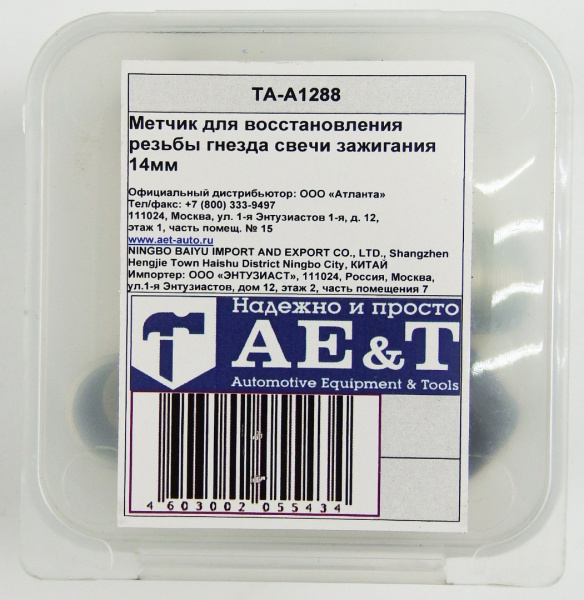 TA-A1288
Метчик для восстановления
резьбы гнезда свечи зажигания
14мм
Официальный дистрибьютор: ООО «Атланта»
Тел/факс: +7 (800) 333-9497
111024, Москва, ул. 1-я Энтузиастов 1-я, д. 12,
этаж 1, часть помещ. № 15
www.aet-auto.ru
NINGBO BAIYU IMPORT AND EXPORT CO., LTD., Shangzhen
Hengjie Town Haishu District Ningbo City, КИТАЙ
Импортер: ООО «ЭНТУЗИАСТ», 111024, Россия, Москва,
ул.1-я Энтузиастов, дом 12, этаж 2, часть помещения 7
Надежно и просто
AE&T
Automotive Equipment & Tools
4 603002 055434